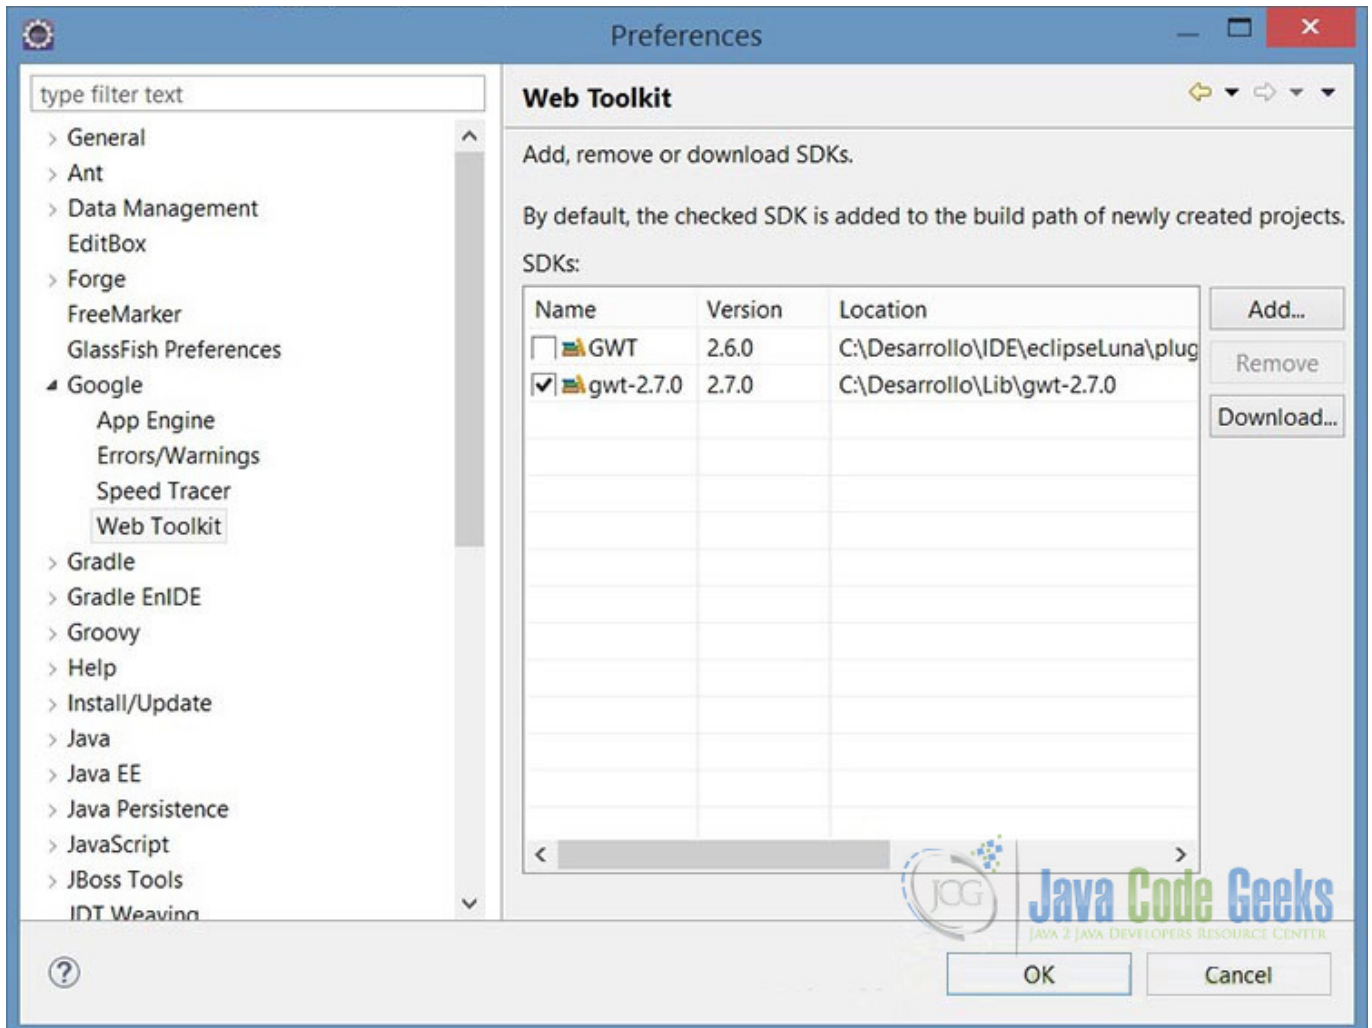 Preferences
type filter text
General
Ant
Data Management
EditBox
Forge
FreeMarker
GlassFish Preferences
Google
App Engine
Errors/Warnings
Speed Tracer
Web Toolkit
Gradle
Gradle EnIDE
Groovy
Help
Install/Update
Java
Java EE
Java Persistence
JavaScript
JBoss Tools
JDT Weaving
Web Toolkit
Add, remove or download SDKs.
By default, the checked SDK is added to the build path of newly created projects.
SDKs:
Name Version Location
GWT 2.6.0 C:\Desarrollo\IDE\eclipseLuna\plug
gwt-2.7.0 2.7.0 C:\Desarrollo\Lib\gwt-2.7.0
Add...
Remove
Download...
JCG
Java Code Geeks
JAVA 2 JAVA DEVELOPERS RESOURCE CENTER
?
OK Cancel